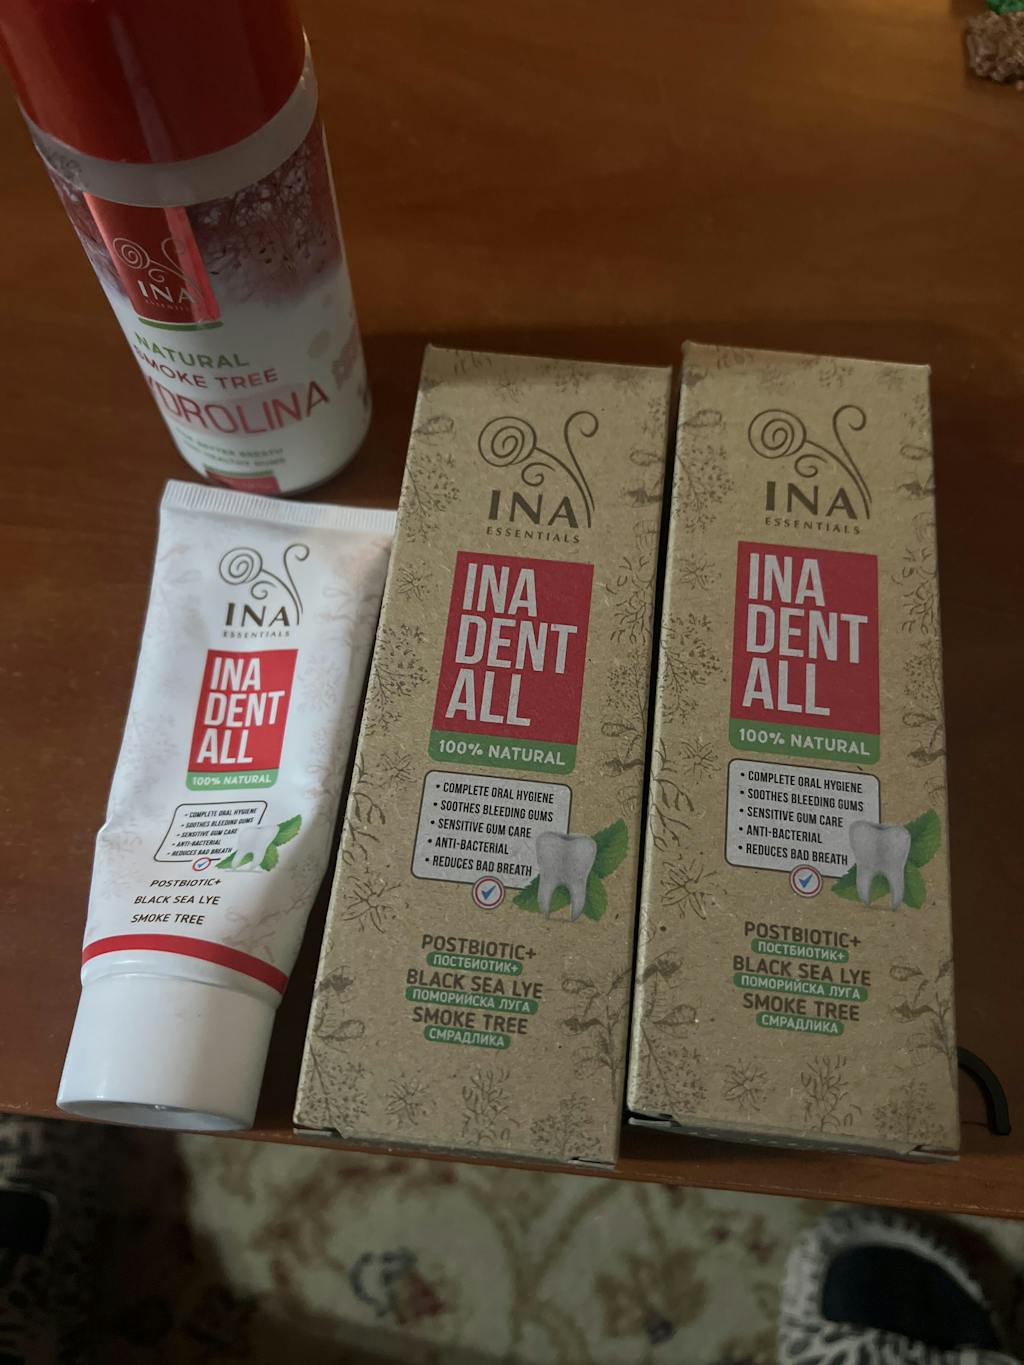 INA
ESSENTIALS
NATURAL
SMOKE TREE
HYDROLINA
INA
ESSENTIALS
INA
DENT
ALL
100% NATURAL
• COMPLETE ORAL HYGIENE
• SOOTHES BLEEDING GUMS
• SENSITIVE GUM CARE
• ANTI-BACTERIAL
• REDUCES BAD BREATH
POSTBIOTIC+
BLACK SEA LYE
SMOKE TREE
INA
ESSENTIALS
INA
DENT
ALL
100% NATURAL
• COMPLETE ORAL HYGIENE
• SOOTHES BLEEDING GUMS
• SENSITIVE GUM CARE
• ANTI-BACTERIAL
• REDUCES BAD BREATH
POSTBIOTIC+
ПОСТБИОТИК+
BLACK SEA LYE
ПОМОРИЙСКА ЛУГА
SMOKE TREE
СМРАДЛИКА
INA
ESSENTIALS
INA
DENT
ALL
100% NATURAL
• COMPLETE ORAL HYGIENE
• SOOTHES BLEEDING GUMS
• SENSITIVE GUM CARE
• ANTI-BACTERIAL
• REDUCES BAD BREATH
POSTBIOTIC+
ПОСТБИОТИК+
BLACK SEA LYE
ПОМОРИЙСКА ЛУГА
SMOKE TREE
СМРАДЛИКА